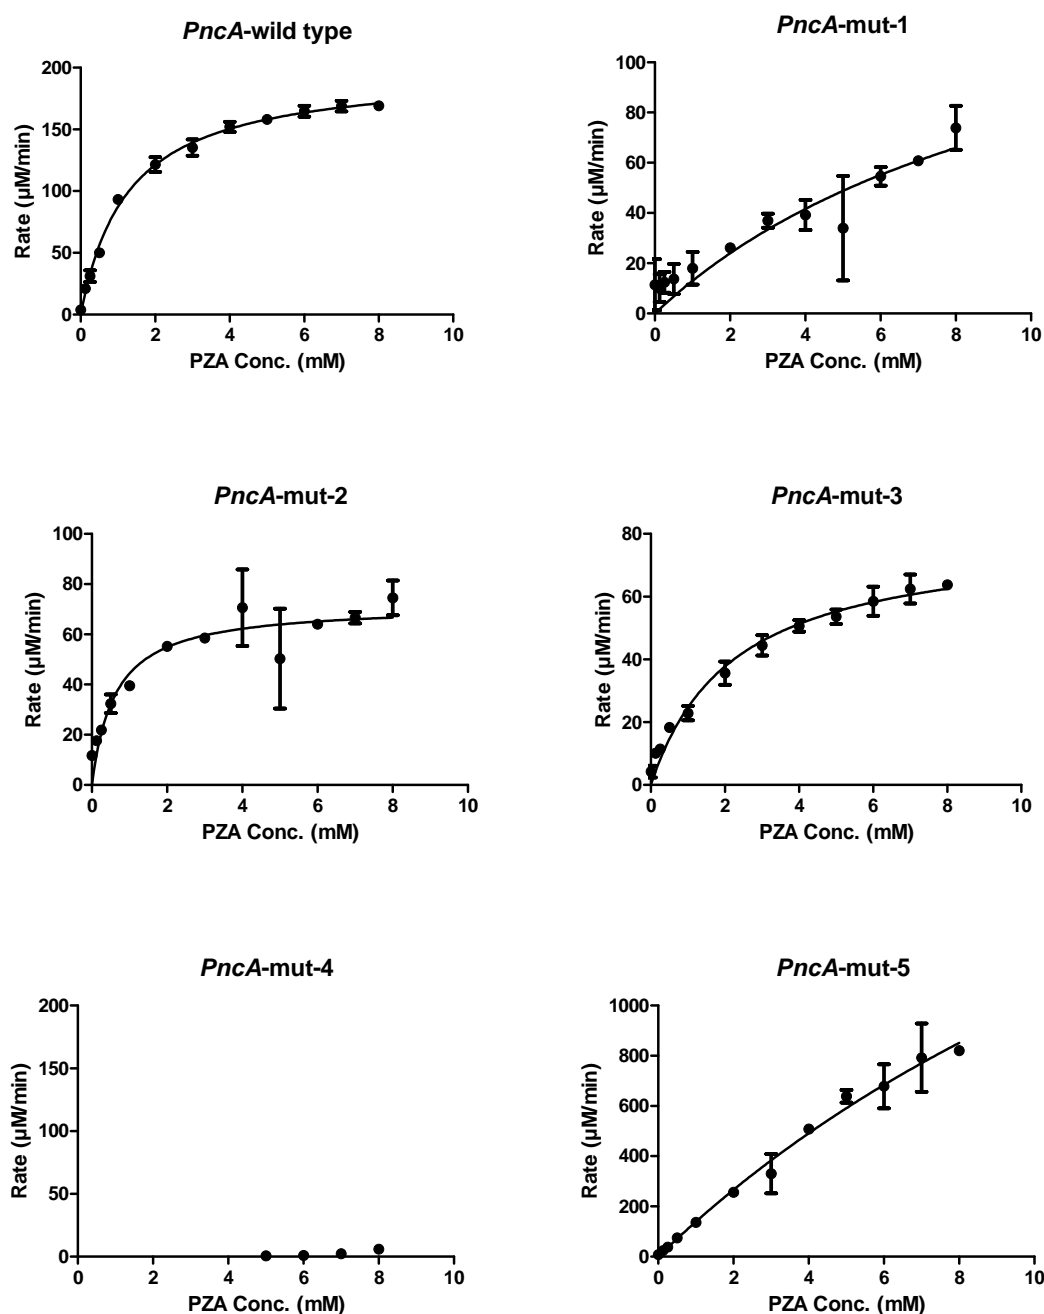 PncA-wild type
200
150
100
50
0
0 2 4 6 8 10
Rate (µM/min)
PZA Conc. (mM)
PncA-mut-1
100
80
60
40
20
0
0 2 4 6 8 10
Rate (µM/min)
PZA Conc. (mM)
PncA-mut-2
100
80
60
40
20
0
0 2 4 6 8 10
Rate (µM/min)
PZA Conc. (mM)
PncA-mut-3
80
60
40
20
0
0 2 4 6 8 10
Rate (µM/min)
PZA Conc. (mM)
PncA-mut-4
200
150
100
50
0
0 2 4 6 8 10
Rate (µM/min)
PZA Conc. (mM)
PncA-mut-5
1000
800
600
400
200
0
0 2 4 6 8 10
Rate (µM/min)
PZA Conc. (mM)